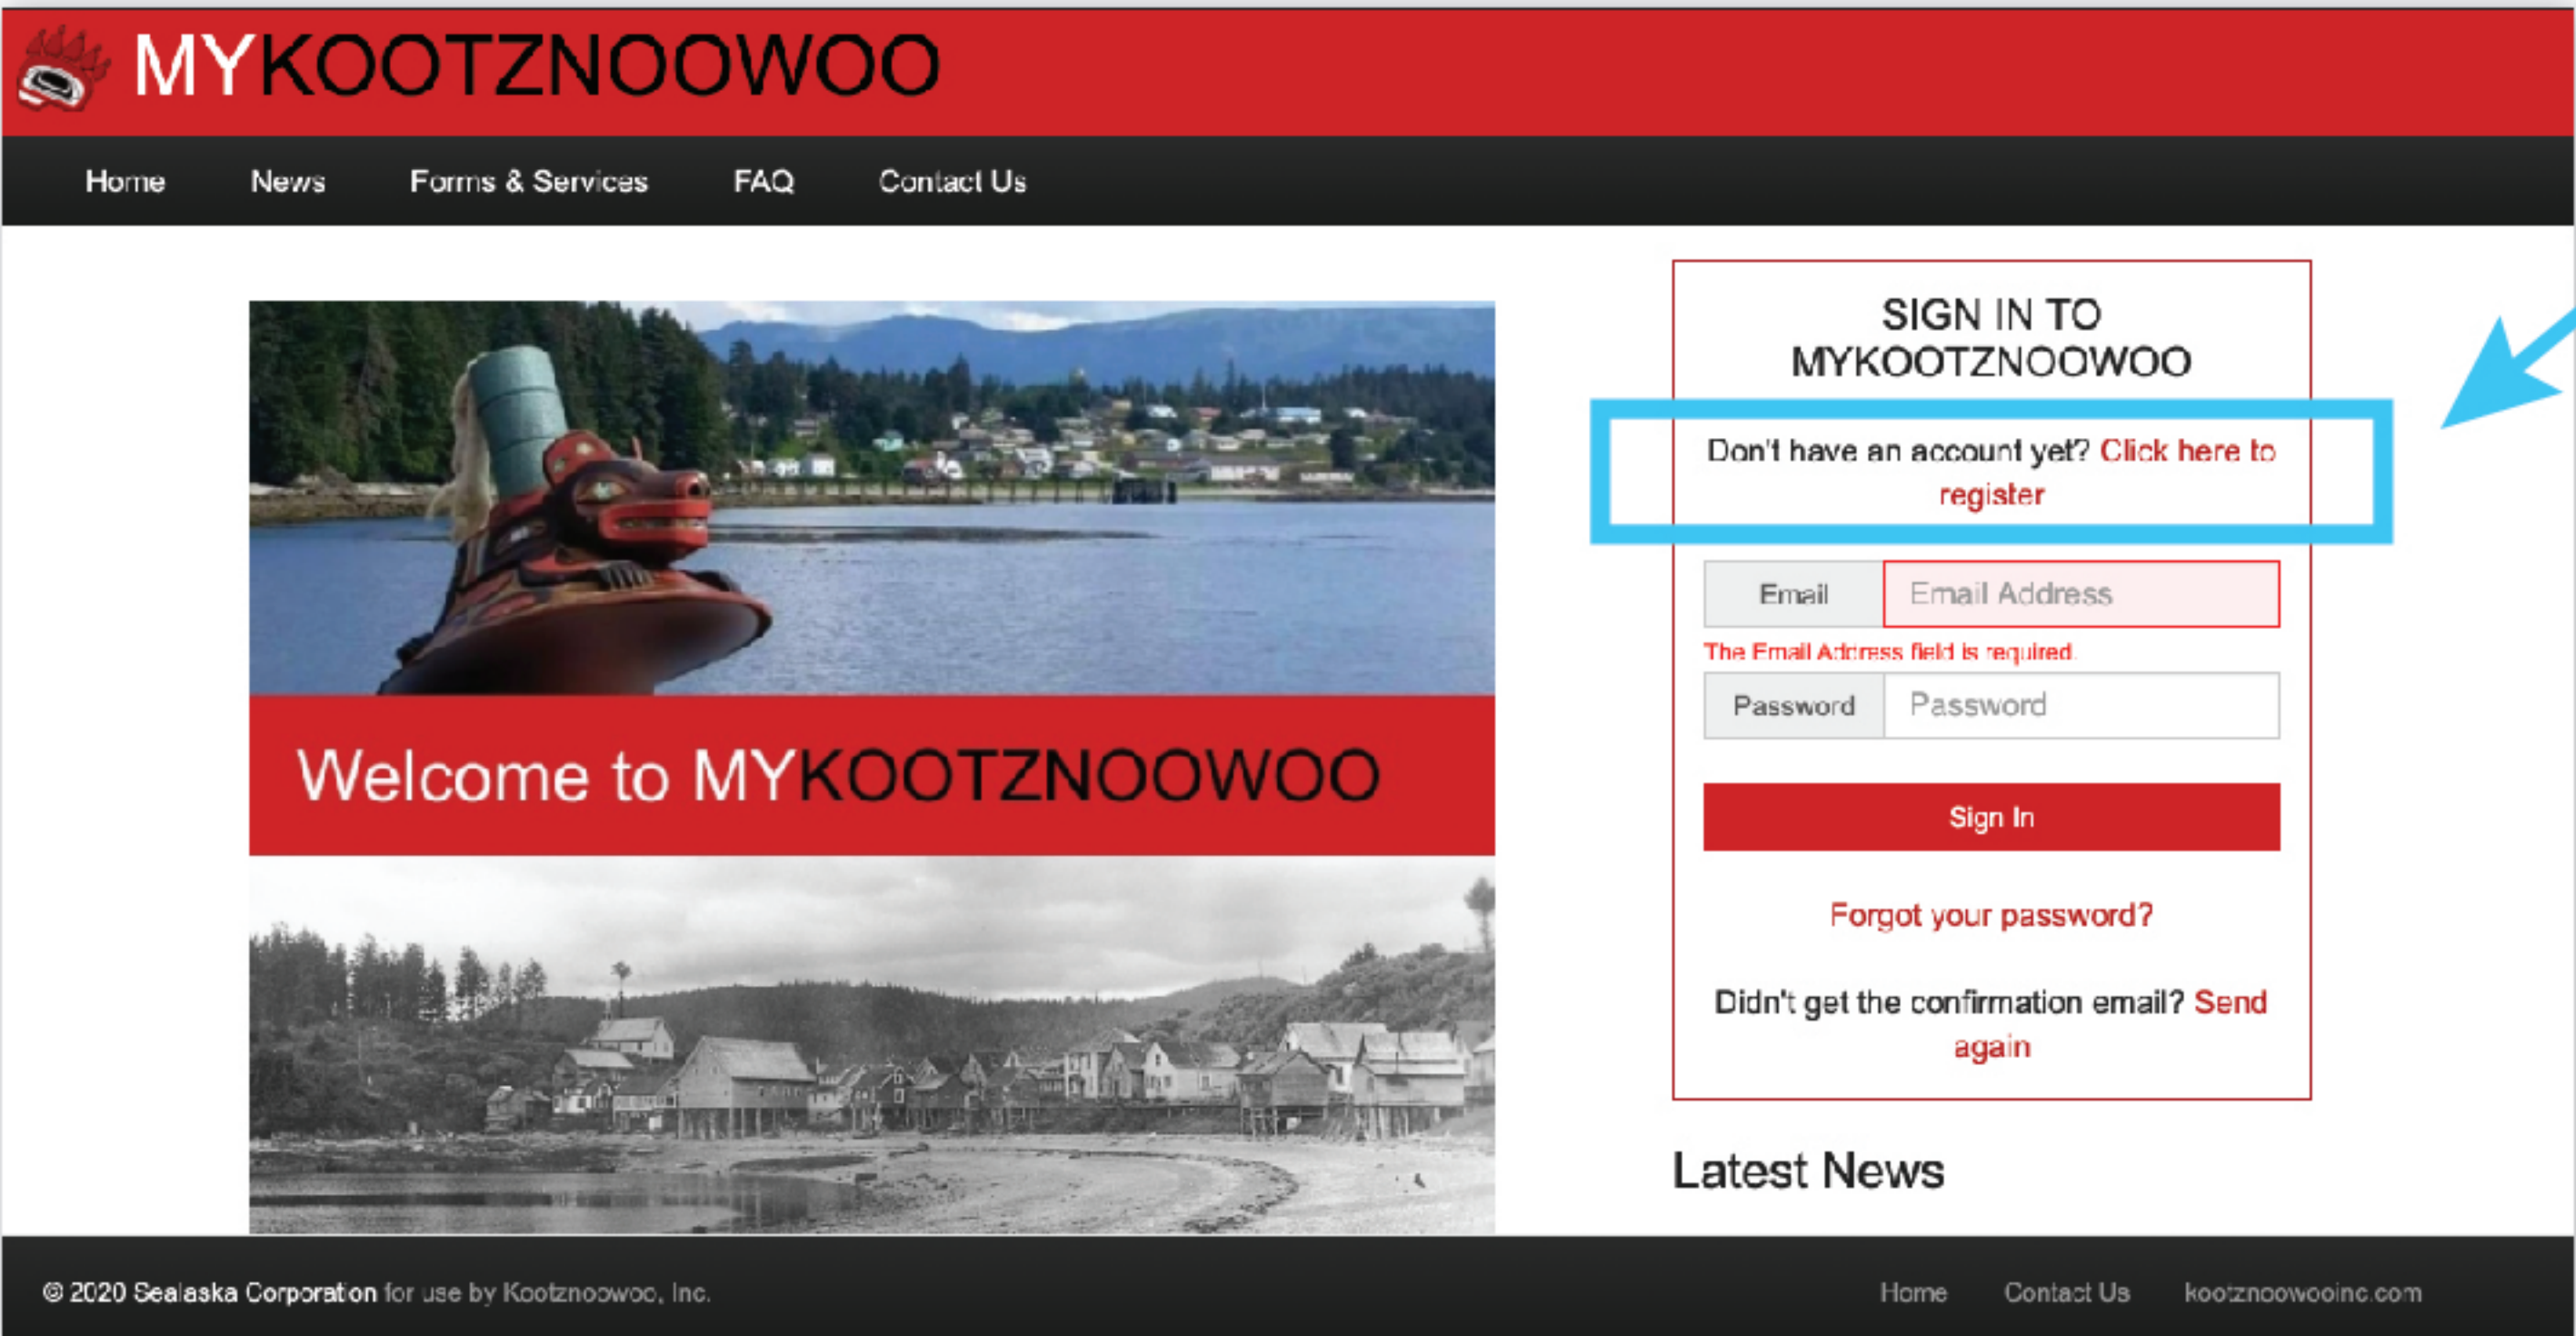 MYKOOTZNOOWOO
Home News Forms & Services FAQ Contact Us
Welcome to MYKOOTZNOOWOO
SIGN IN TO
MYKOOTZNOOWOO
Don't have an account yet? Click here to
register
Email Email Address
The Email Address field is required.
Password Password
Sign In
Forgot your password?
Didn't get the confirmation email? Send
again
Latest News
© 2020 Sealaska Corporation for use by Kootznoowoo, Inc.
Home Contact Us kootznoowooinc.com